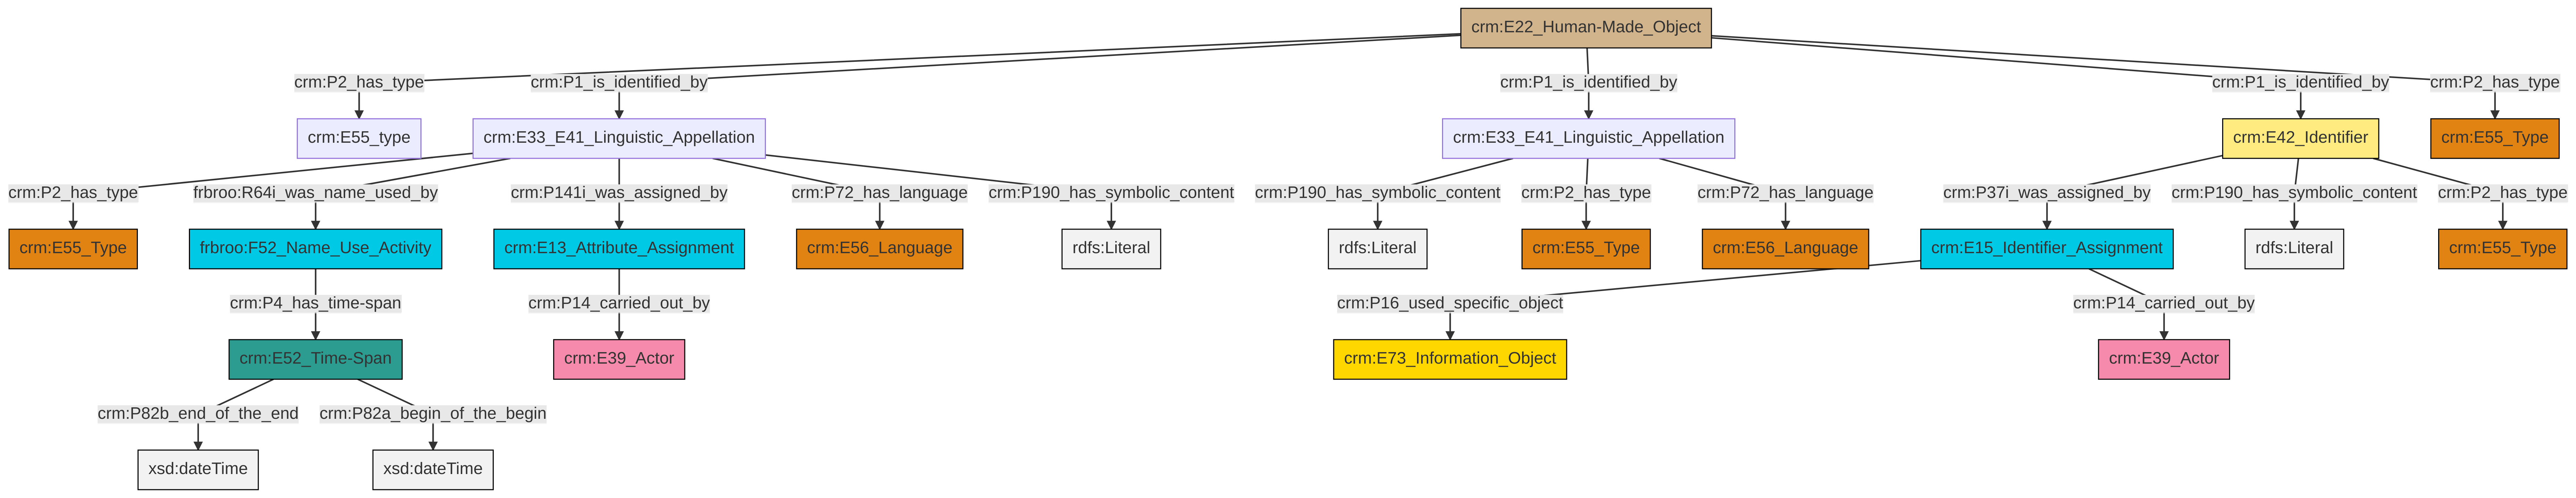 crm:E22_Human-Made_Object
crm:P2_has_type
crm:P1_is_identified_by
crm:P1_is_identified_by
crm:P1_is_identified_by
crm:P2_has_type
crm:E55_type
crm:E33_E41_Linguistic_Appellation
crm:E33_E41_Linguistic_Appellation
crm:E42_Identifier
crm:E55_Type
crm:P2_has_type
frbroo:R64i_was_name_used_by
crm:P141i_was_assigned_by
crm:P72_has_language
crm:P190_has_symbolic_content
crm:P190_has_symbolic_content
crm:P2_has_type
crm:P72_has_language
crm:P37i_was_assigned_by
crm:P190_has_symbolic_content
crm:P2_has_type
crm:E55_Type
frbroo:F52_Name_Use_Activity
crm:E13_Attribute_Assignment
crm:E56_Language
rdfs:Literal
rdfs:Literal
crm:E55_Type
crm:E56_Language
crm:E15_Identifier_Assignment
rdfs:Literal
crm:E55_Type
crm:P4_has_time-span
crm:P14_carried_out_by
crm:P16_used_specific_object
crm:P14_carried_out_by
crm:E52_Time-Span
crm:E39_Actor
crm:E73_Information_Object
crm:E39_Actor
crm:P82b_end_of_the_end
crm:P82a_begin_of_the_begin
xsd:dateTime
xsd:dateTime